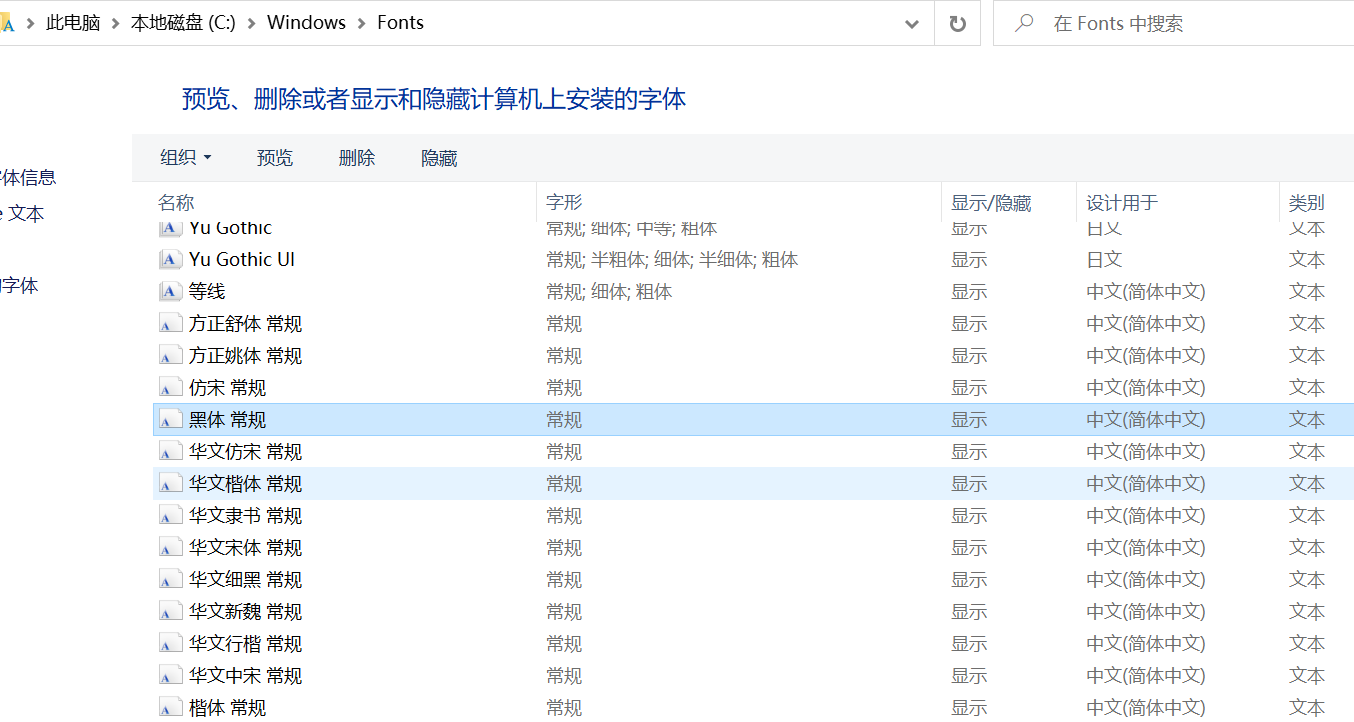 此电脑 > 本地磁盘 (C:) > Windows > Fonts 在 Fonts 中搜索
预览、删除或者显示和隐藏计算机上安装的字体
组织 预览 删除 隐藏
字体信息
文本
字体
名称 字形 显示/隐藏 设计用于 类别
Yu Gothic 常规; 细体; 中等; 粗体 显示 日文 文本
Yu Gothic UI 常规; 半粗体; 细体; 半细体; 粗体 显示 日文 文本
等线 常规; 细体; 粗体 显示 中文(简体中文) 文本
方正舒体 常规 常规 显示 中文(简体中文) 文本
方正姚体 常规 常规 显示 中文(简体中文) 文本
仿宋 常规 常规 显示 中文(简体中文) 文本
黑体 常规 常规 显示 中文(简体中文) 文本
华文仿宋 常规 常规 显示 中文(简体中文) 文本
华文楷体 常规 常规 显示 中文(简体中文) 文本
华文隶书 常规 常规 显示 中文(简体中文) 文本
华文宋体 常规 常规 显示 中文(简体中文) 文本
华文细黑 常规 常规 显示 中文(简体中文) 文本
华文新魏 常规 常规 显示 中文(简体中文) 文本
华文行楷 常规 常规 显示 中文(简体中文) 文本
华文中宋 常规 常规 显示 中文(简体中文) 文本
楷体 常规 常规 显示 中文(简体中文) 文本